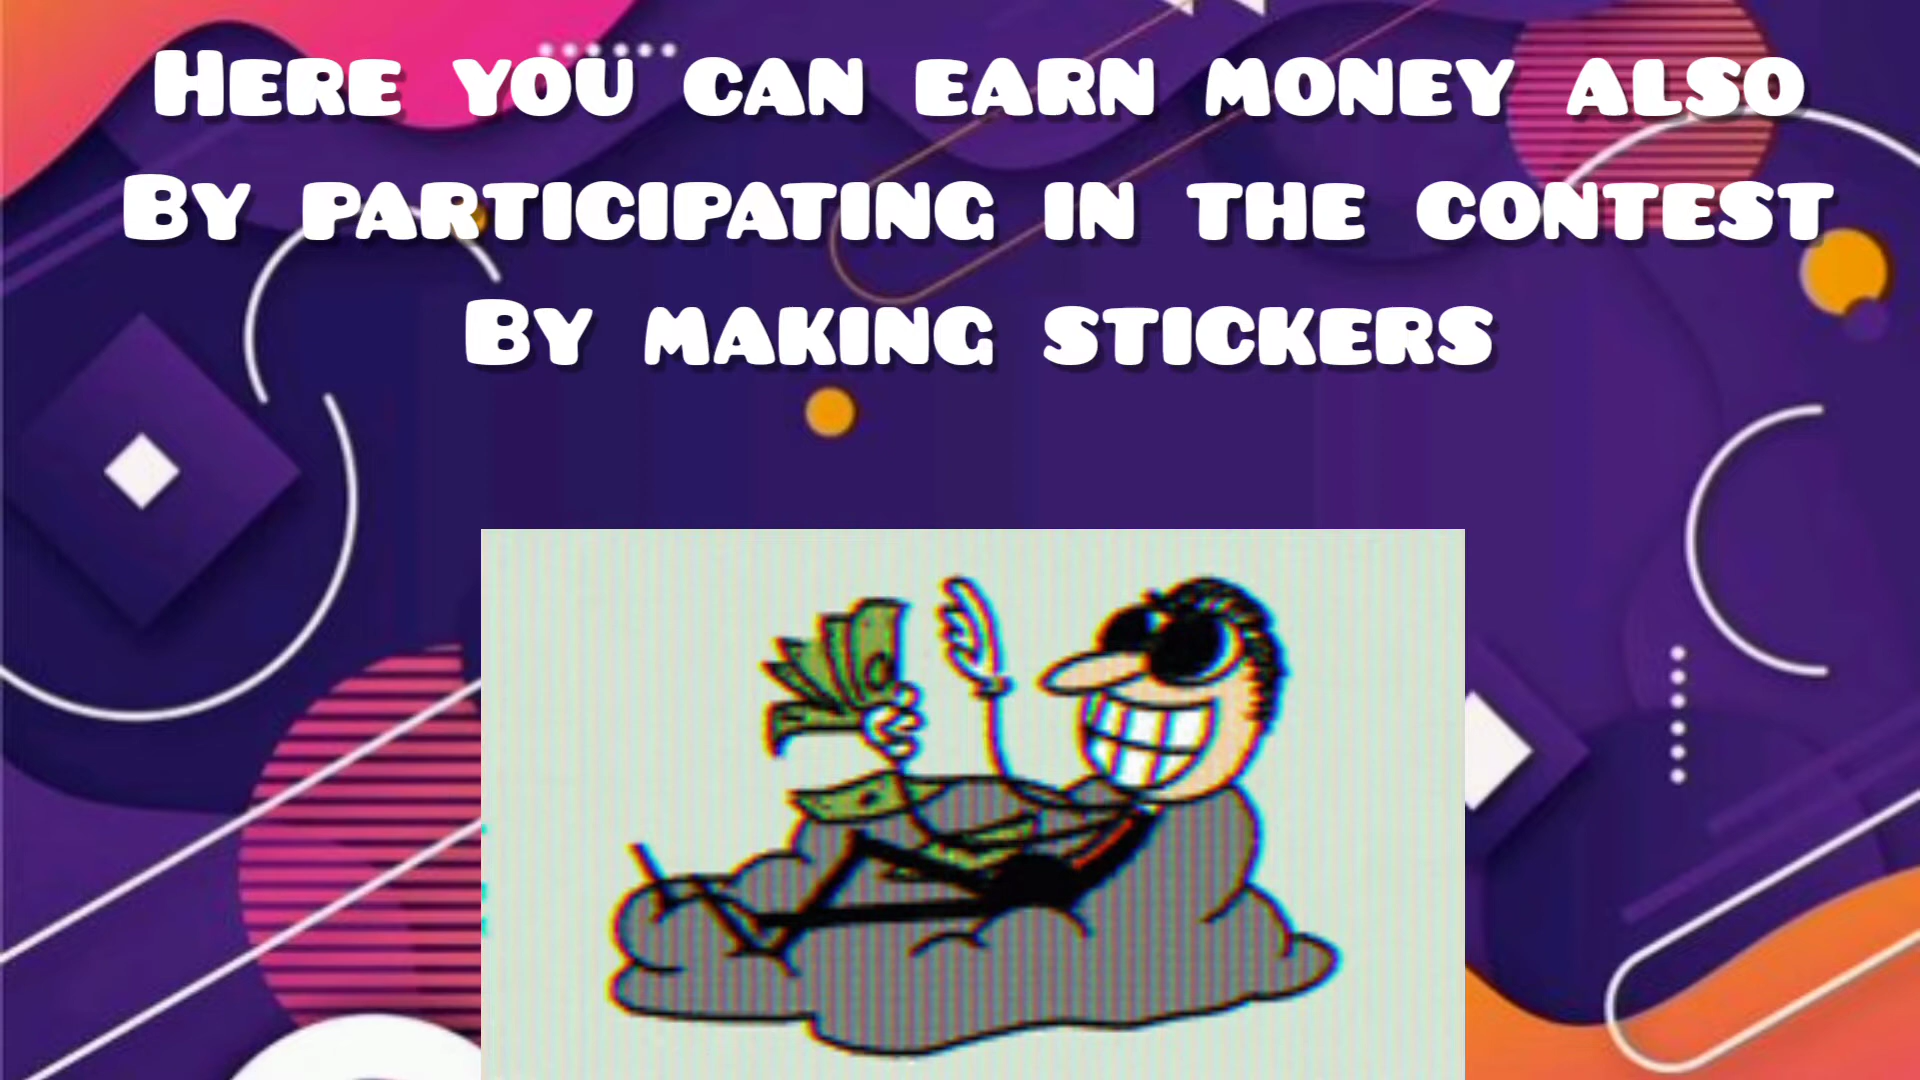 Here you can earn money also
By participating in the contest
By making stickers